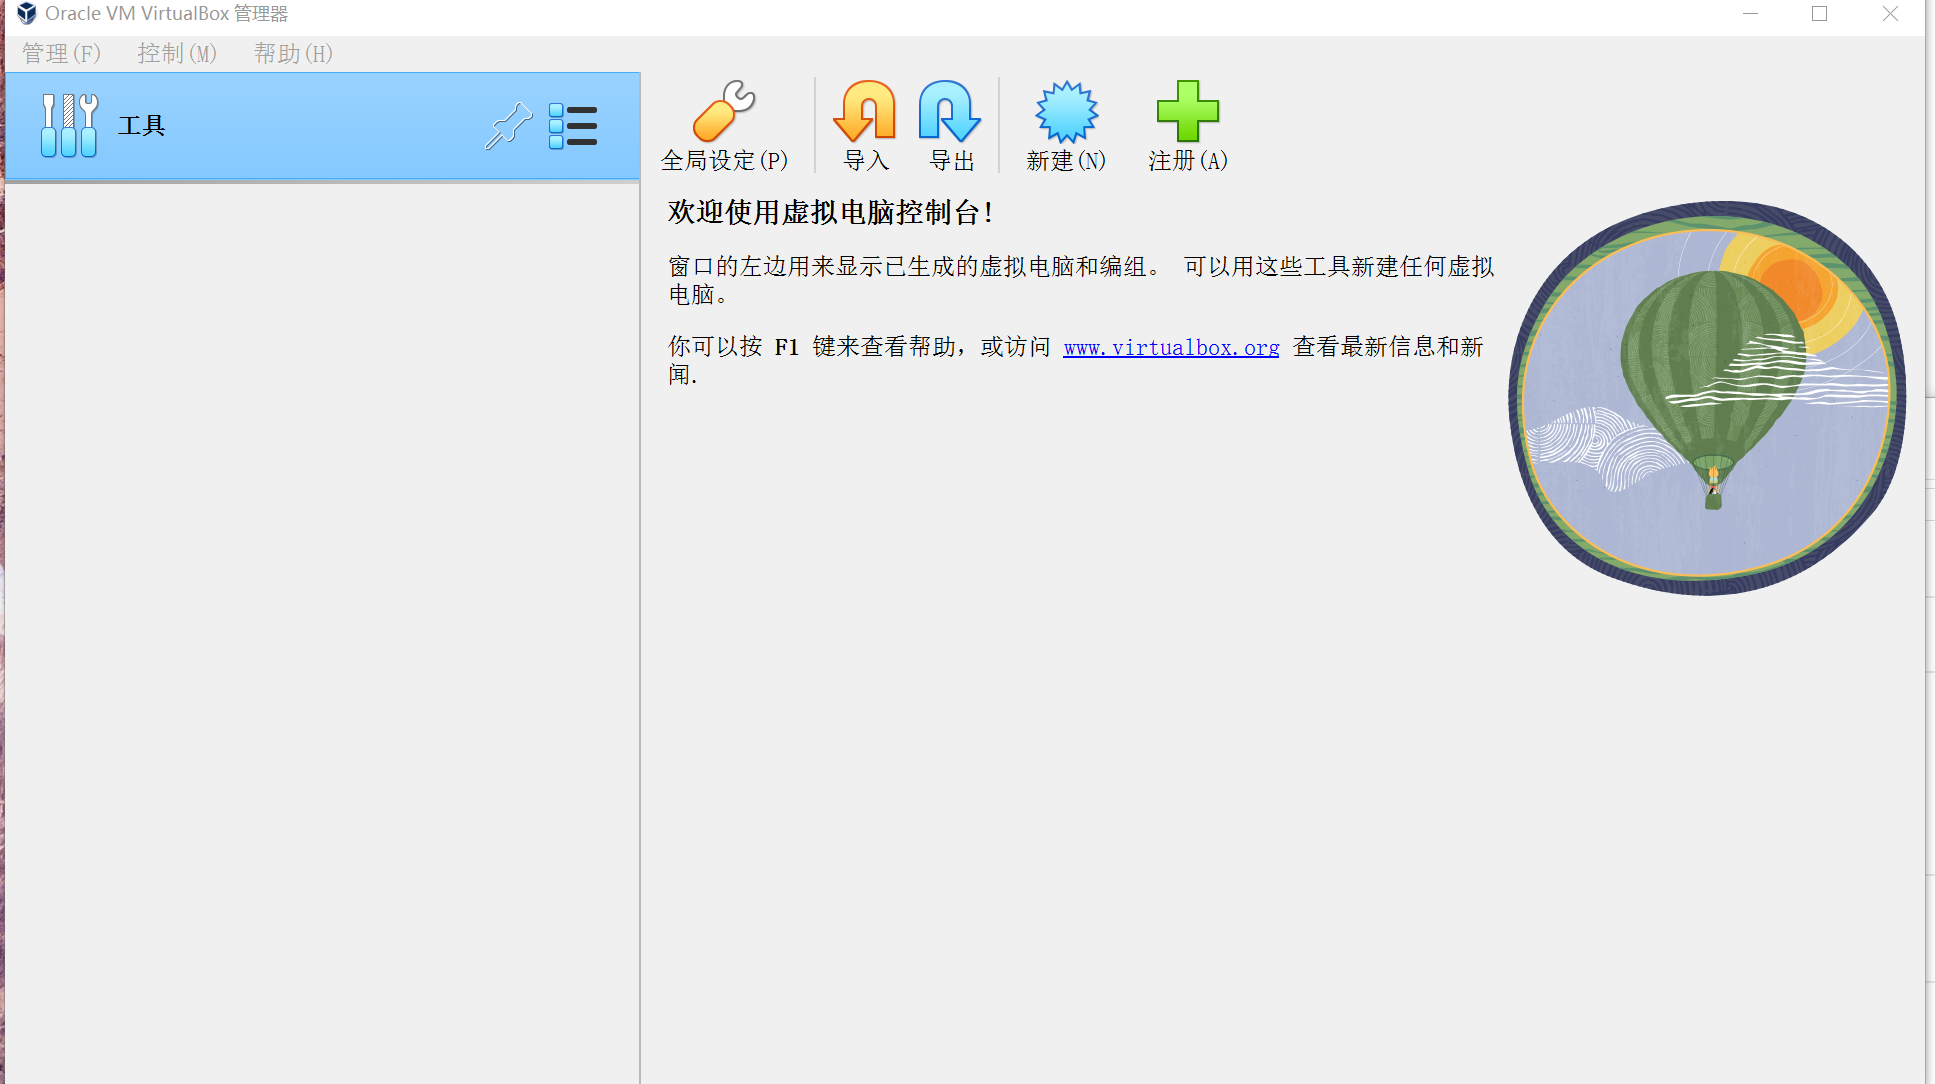 Oracle VM VirtualBox 管理器
管理(F) 控制(M) 帮助(H)
工具
全局设定(P) 导入 导出 新建(N) 注册(A)
欢迎使用虚拟电脑控制台!
窗口的左边用来显示已生成的虚拟电脑和编组。 可以用这些工具新建任何虚拟
电脑。
你可以按 F1 键来查看帮助，或访问 www.virtualbox.org 查看最新信息和新
闻.